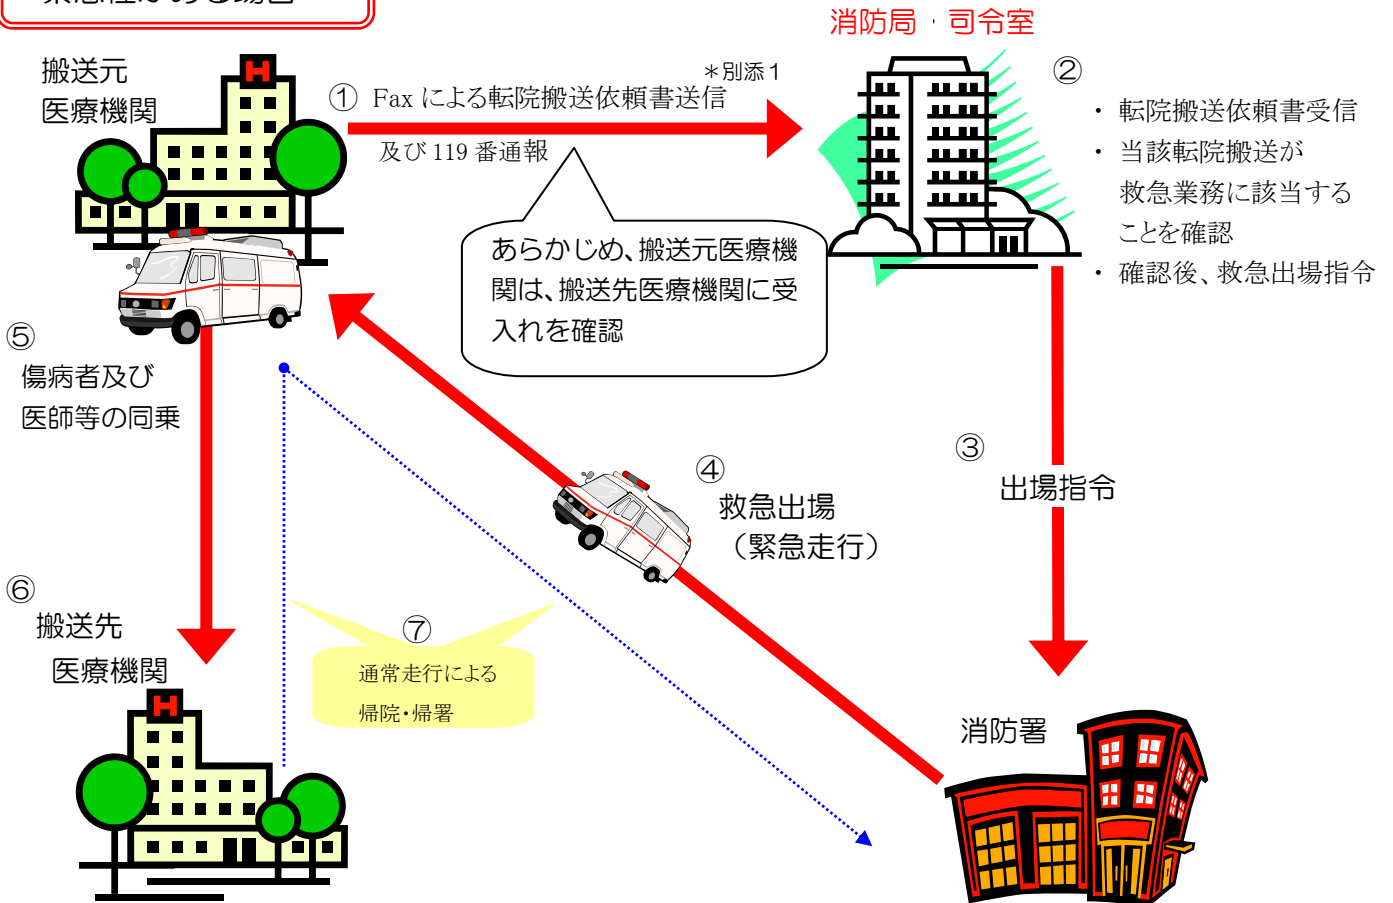 緊急性がある場合
消防局・司令室
搬送元
医療機関
＊別添１
① Fax による転院搬送依頼書送信
及び 119 番通報
②
・ 転院搬送依頼書受信
・ 当該転院搬送が
救急業務に該当する
ことを確認
・ 確認後、救急出場指令
あらかじめ、搬送元医療機
関は、搬送先医療機関に受
入れを確認
⑤
傷病者及び
医師等の同乗
③
出場指令
④
救急出場
（緊急走行）
⑥
搬送先
医療機関
⑦
通常走行による
帰院・帰署
消防署
H
H